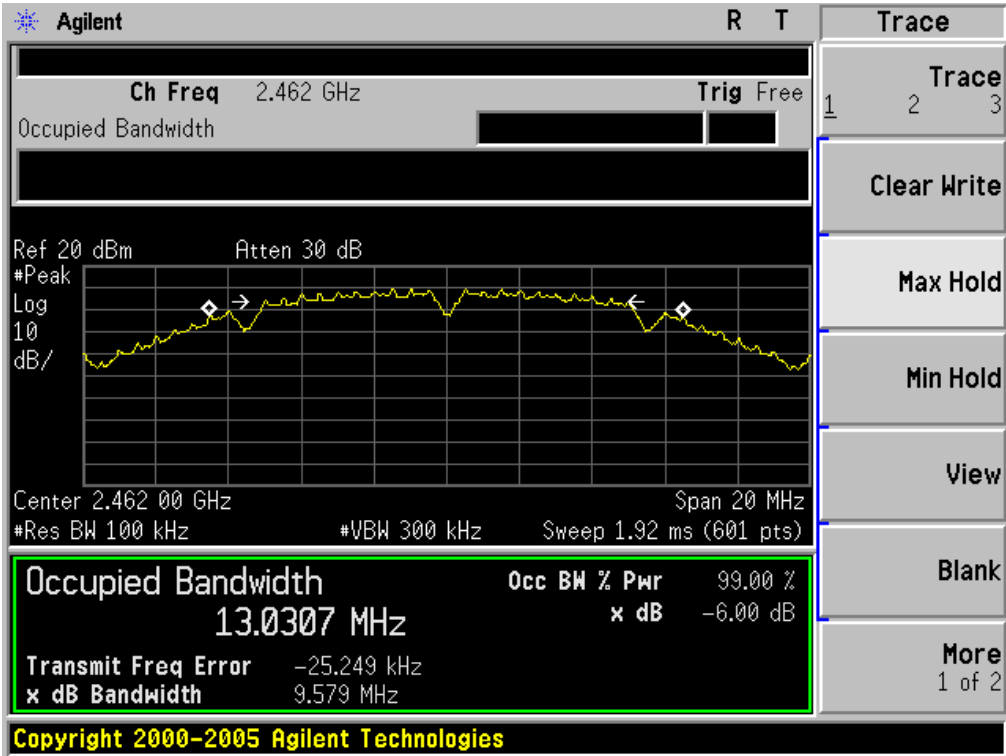 Agilent R T Trace
Ch Freq 2.462 GHz Trig Free
Occupied Bandwidth
Trace
1 2 3
Clear Write
Max Hold
Min Hold
View
Blank
More
1 of 2
Ref 20 dBm Atten 30 dB
#Peak
Log
10
dB/
Center 2.462 00 GHz Span 20 MHz
#Res BW 100 kHz #VBW 300 kHz Sweep 1.92 ms (601 pts)
Occupied Bandwidth
13.0307 MHz
Occ BW % Pwr 99.00 %
x dB -6.00 dB
Transmit Freq Error -25.249 kHz
x dB Bandwidth 9.579 MHz
Copyright 2000-2005 Agilent Technologies